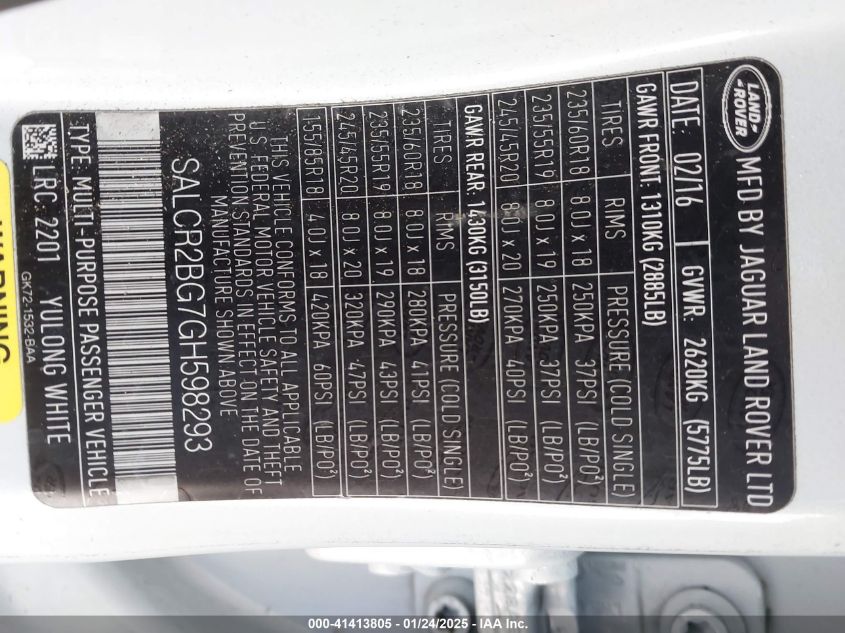 LAND-
-ROVER
MFD BY JAGUAR LAND ROVER LTD
DATE: 02/16 GVWR: 2620KG (5775LB)
GAWR FRONT: 1310KG (2885LB)
TIRES RIMS PRESSURE (COLD SINGLE)
235/60R18 8.0J x 18 250KPA 37PSI (LB/PO²)
235/55R19 8.0J x 19 250KPA 37PSI (LB/PO²)
245/45R20 8.0J x 20 270KPA 40PSI (LB/PO²)
GAWR REAR: 1430KG (3150LB)
TIRES RIMS PRESSURE (COLD SINGLE)
235/60R18 8.0J x 18 280KPA 41PSI (LB/PO²)
235/55R19 8.0J x 19 290KPA 43PSI (LB/PO²)
245/45R20 8.0J x 20 320KPA 47PSI (LB/PO²)
155/85R18 4.0J x 18 420KPA 60PSI (LB/PO²)
THIS VEHICLE CONFORMS TO ALL APPLICABLE
U.S FEDERAL MOTOR VEHICLE SAFETY AND THEFT
PREVENTION STANDARDS IN EFFECT ON THE DATE OF
MANUFACTURE SHOWN ABOVE
SALCR2BG7GH598293
TYPE: MULTI-PURPOSE PASSENGER VEHICLE
LRC 2201 YULONG WHITE
GK72-1532-BAA
WARNING
000-41413805 - 01/24/2025 - IAA Inc.